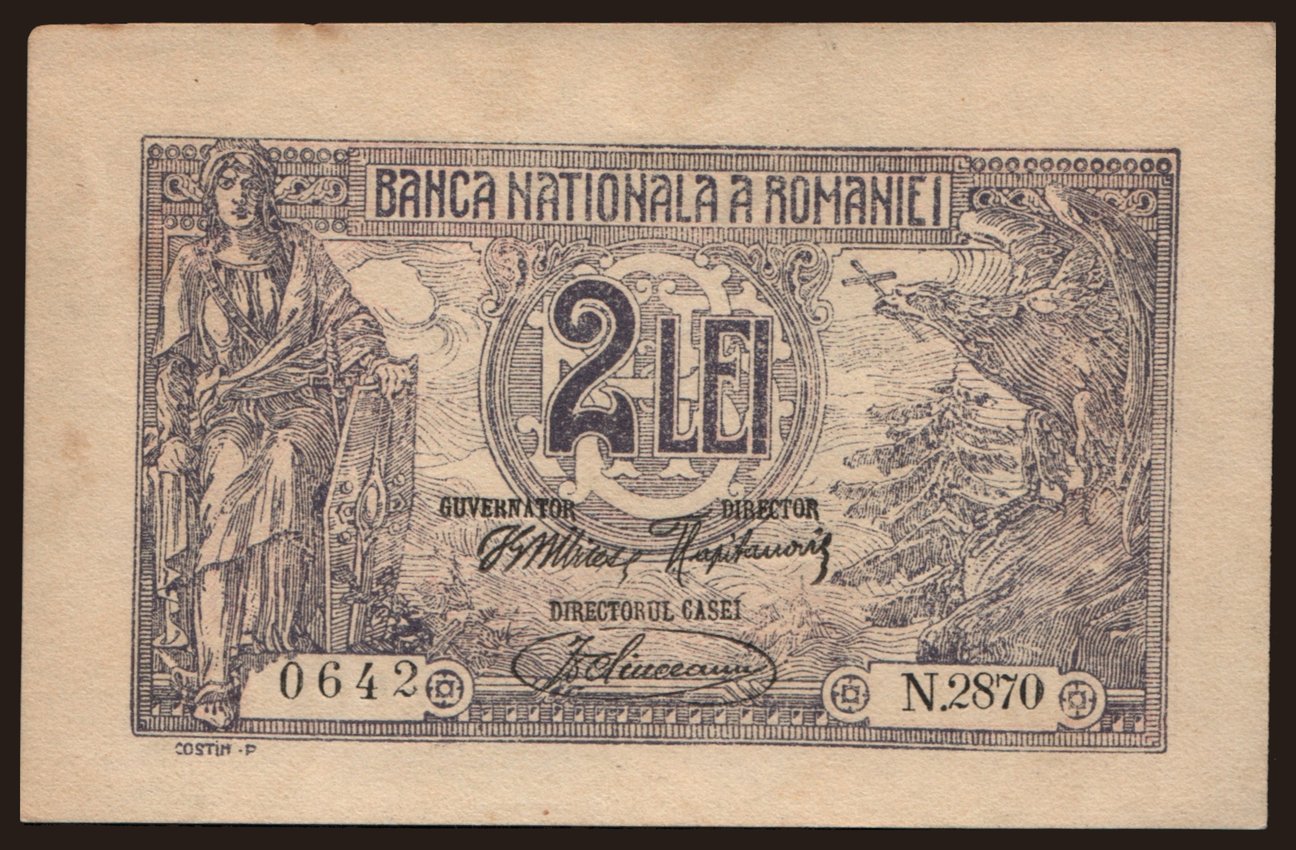 BANCA NATIONALA A ROMANIEI
2 LEI
GUVERNATOR DIRECTOR
DIRECTORUL CASEI
0642 N.2870
COSTIN - P